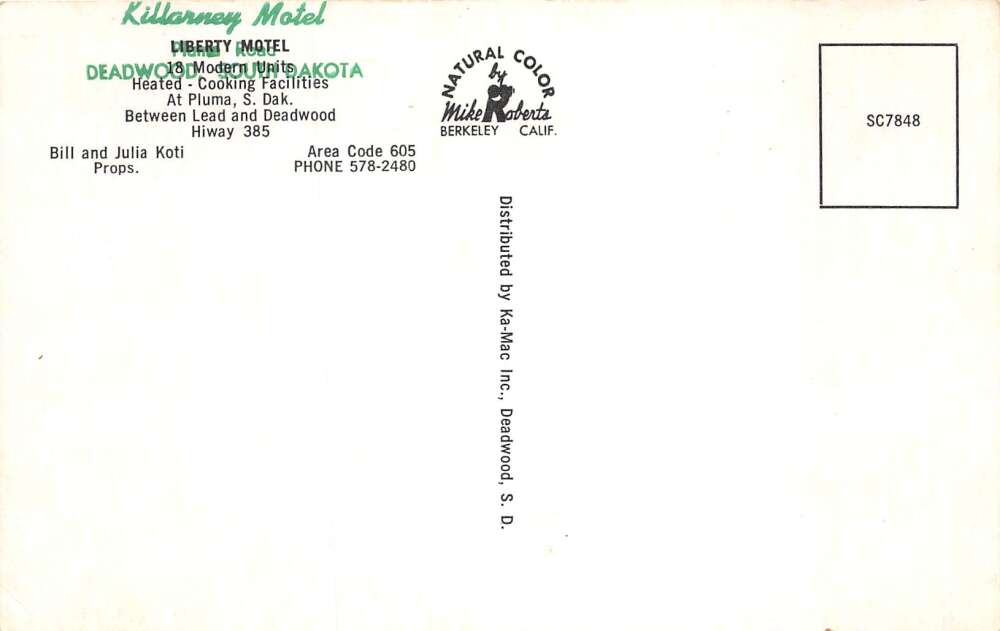 Killarney Motel
LIBERTY MOTEL
Road
18 Modern Units
DEADWOOD, SOUTH DAKOTA
Heated - Cooking Facilities
At Pluma, S. Dak.
Between Lead and Deadwood
Hiway 385
Bill and Julia Koti
Props.
Area Code 605
PHONE 578-2480
NATURAL COLOR
by
Mike Roberts
BERKELEY CALIF.
Distributed by Ka-Mac Inc., Deadwood, S. D.
SC7848